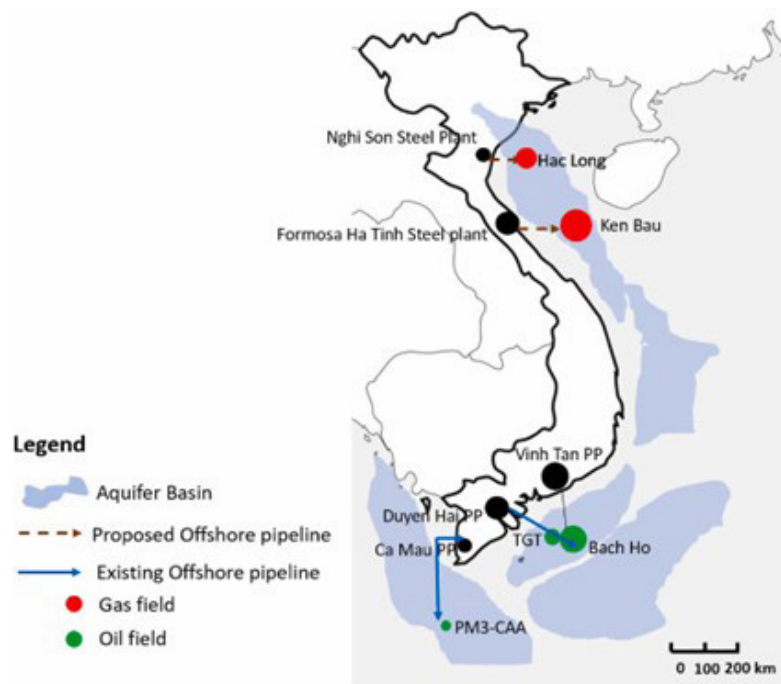 Nghi Son Steel Plant
Hac Long
Formosa Ha Tinh Steel plant
Ken Bau
Legend
Aquifer Basin
Proposed Offshore pipeline
Existing Offshore pipeline
Gas field
Oil field
Vinh Tan PP
Duyen Hai PP
TGT
Bach Ho
Ca Mau PP
PM3-CAA
0 100 200 km